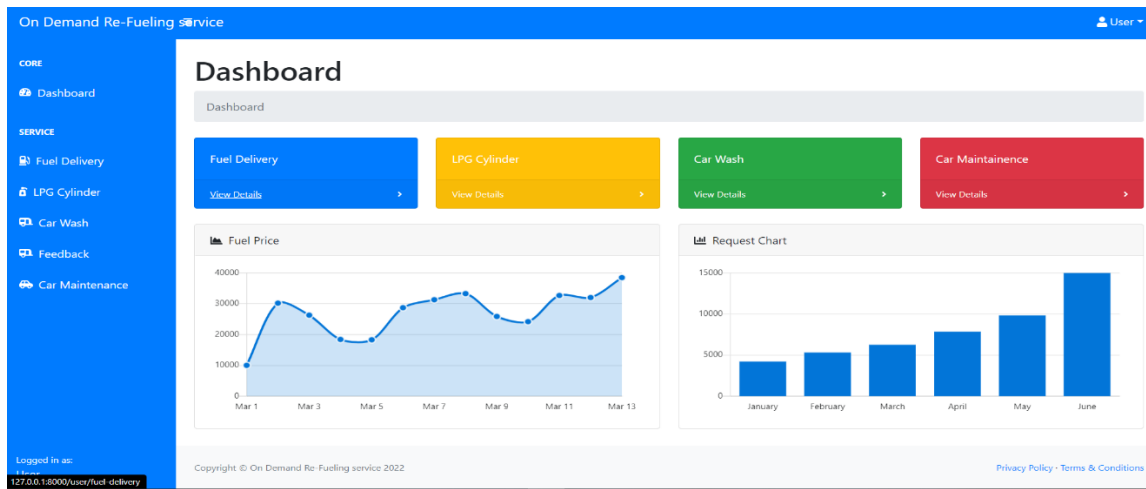 On Demand Re-Fueling service
User
CORE
Dashboard
SERVICE
Fuel Delivery
LPG Cylinder
Car Wash
Feedback
Car Maintenance
Logged in as:
127.0.0.1:8000/user/fuel-delivery
Dashboard
Dashboard
Fuel Delivery
View Details
LPG Cylinder
View Details
Car Wash
View Details
Car Maintainence
View Details
Fuel Price
40000
30000
20000
10000
0
Mar 1 Mar 3 Mar 5 Mar 7 Mar 9 Mar 11 Mar 13
Request Chart
15000
10000
5000
0
January February March April May June
Copyright © On Demand Re-Fueling service 2022
Privacy Policy · Terms & Conditions